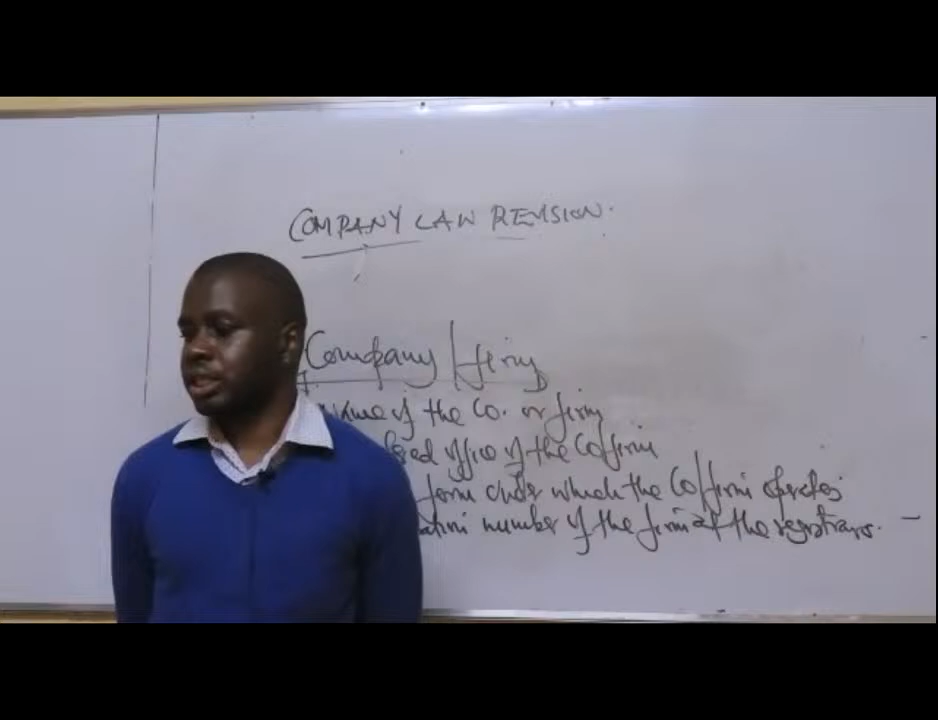 COMPANY LAW REVISION.
Company / firm
name of the Co. or firm
office of the Co/firm
form under which the Co/firm operates
number of the firm at the registrars. -